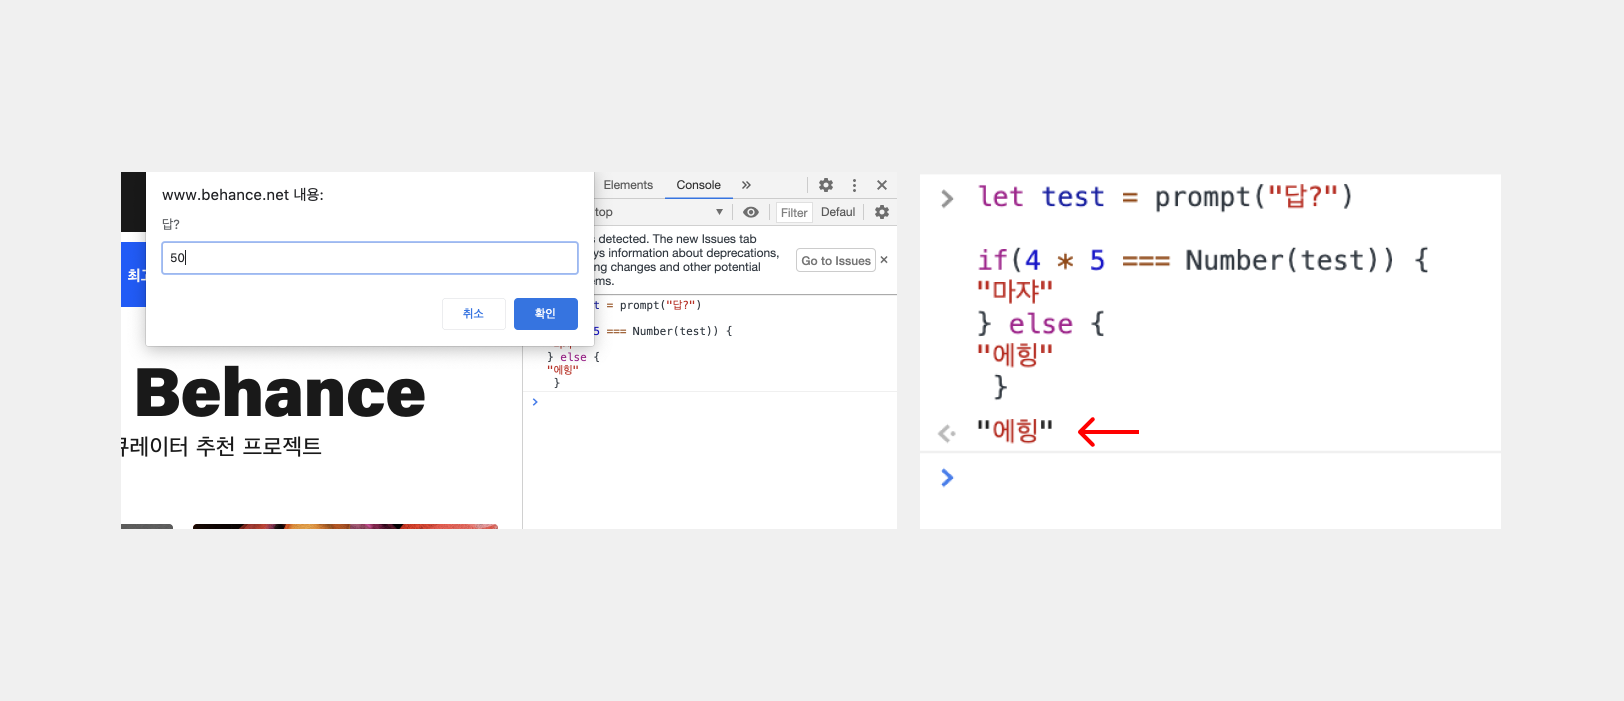 www.behance.net 내용:
답?
50
취소
확인
최고
Behance
큐레이터 추천 프로젝트
Elements Console »
top Filter Defaul
s detected. The new Issues tab
ys information about deprecations,
ng changes and other potential
ems.
Go to Issues
t = prompt("답?")
5 === Number(test)) {
} else {
"에힝"
}
>
> let test = prompt("답?")
if(4 * 5 === Number(test)) {
"마쟈"
} else {
"에힝"
}
"에힝"
>